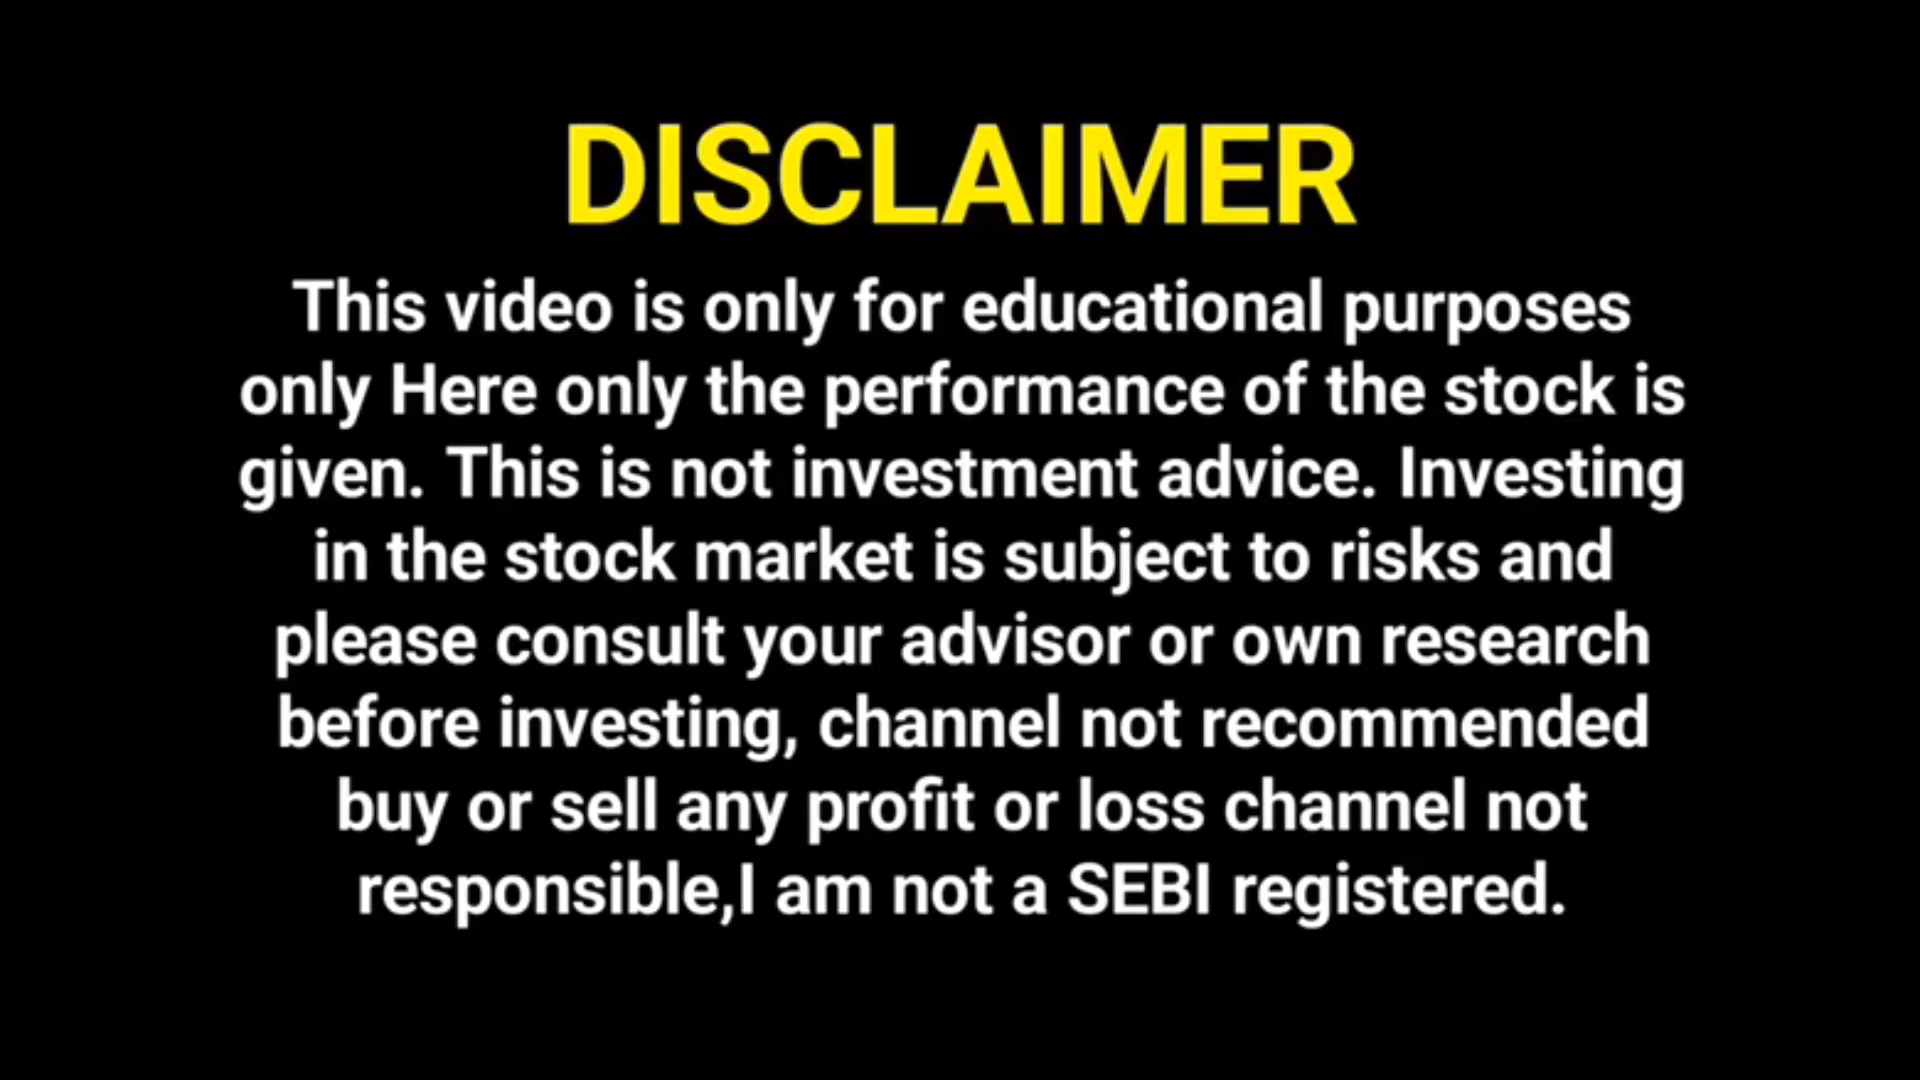 DISCLAIMER
This video is only for educational purposes
only Here only the performance of the stock is
given. This is not investment advice. Investing
in the stock market is subject to risks and
please consult your advisor or own research
before investing, channel not recommended
buy or sell any profit or loss channel not
responsible,I am not a SEBI registered.